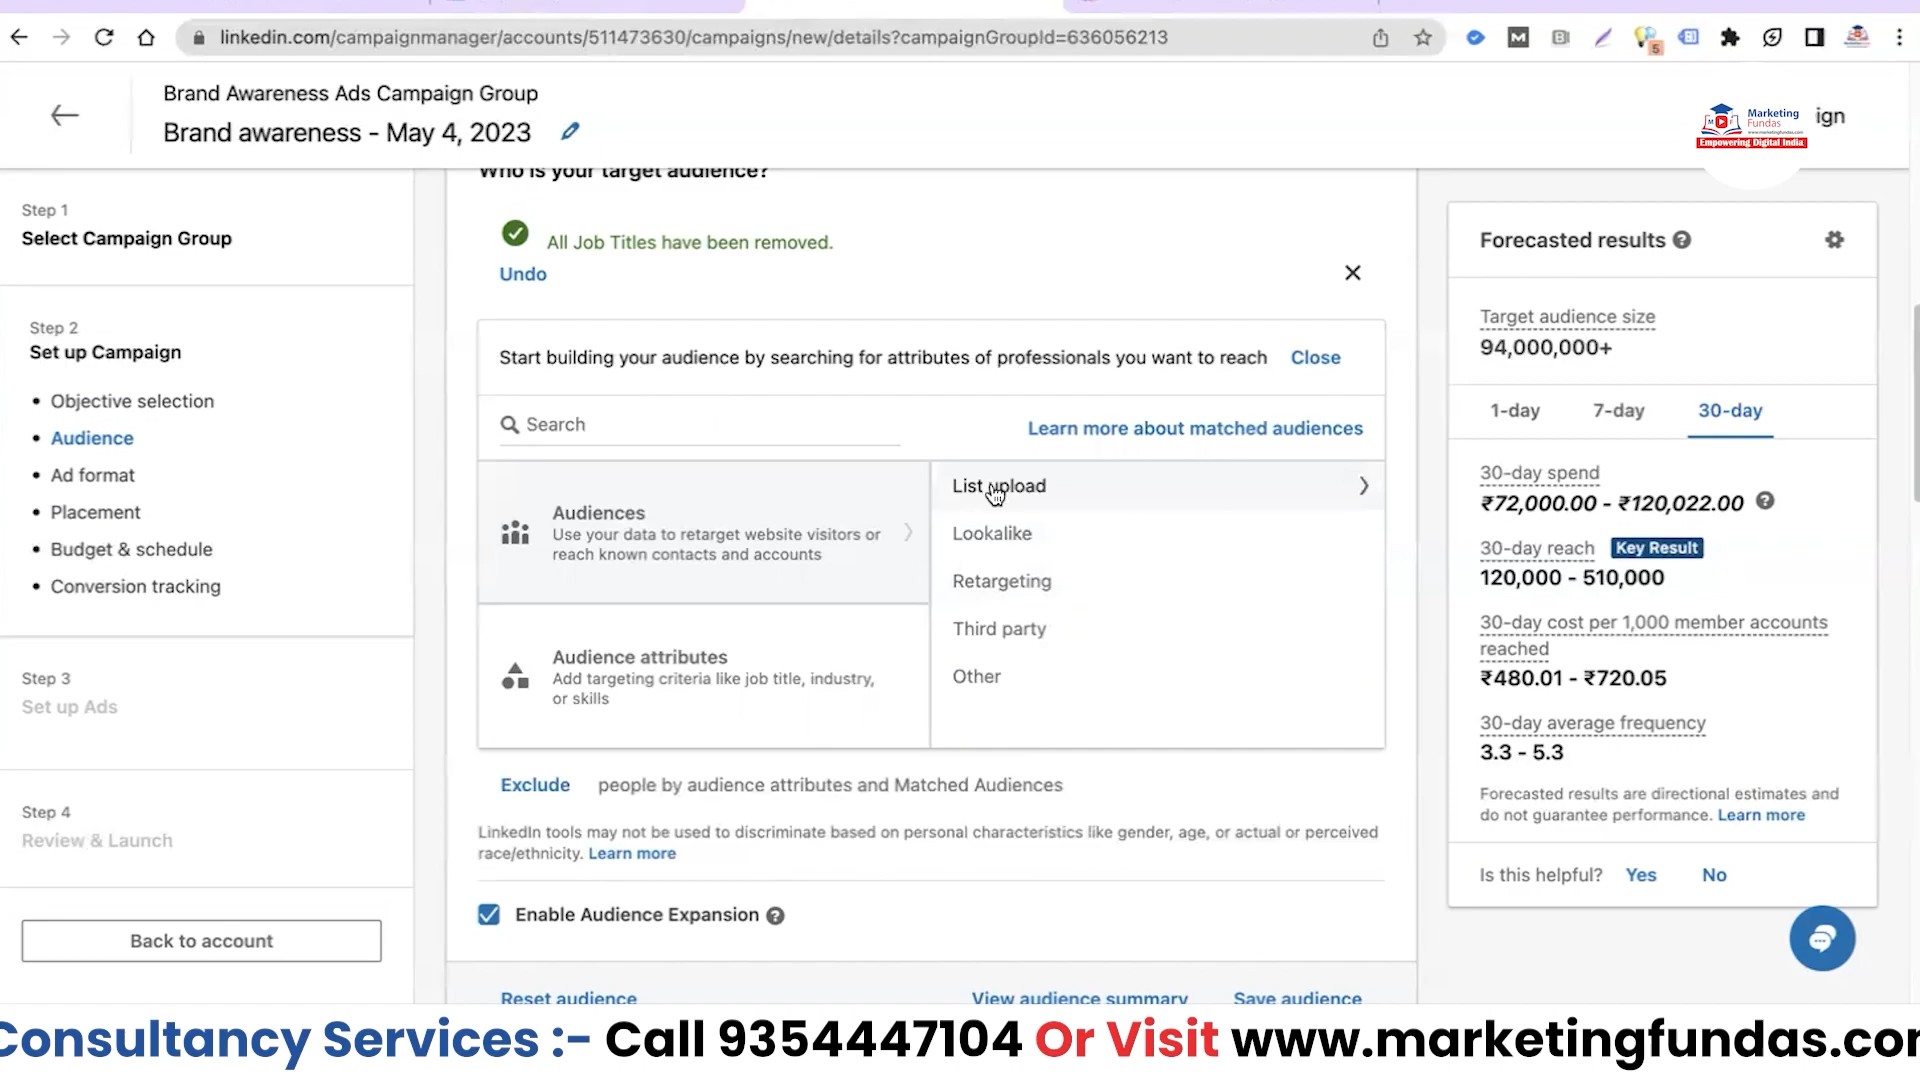 linkedin.com/campaignmanager/accounts/511473630/campaigns/new/details?campaignGroupId=636056213
5
Brand Awareness Ads Campaign Group
Brand awareness - May 4, 2023
Marketing
Fundas
www.marketingfundas.com
Empowering Digital India
ign
Step 1
Select Campaign Group
Step 2
Set up Campaign
• Objective selection
• Audience
• Ad format
• Placement
• Budget & schedule
• Conversion tracking
Step 3
Set up Ads
Step 4
Review & Launch
Back to account
Who is your target audience?
All Job Titles have been removed.
Undo
Start building your audience by searching for attributes of professionals you want to reach Close
Search
Learn more about matched audiences
Audiences
Use your data to retarget website visitors or
reach known contacts and accounts
Audience attributes
Add targeting criteria like job title, industry,
or skills
List upload
Lookalike
Retargeting
Third party
Other
Exclude people by audience attributes and Matched Audiences
LinkedIn tools may not be used to discriminate based on personal characteristics like gender, age, or actual or perceived
race/ethnicity. Learn more
Enable Audience Expansion
Reset audience View audience summary Save audience
Forecasted results
Target audience size
94,000,000+
1-day 7-day 30-day
30-day spend
₹72,000.00 - ₹120,022.00
30-day reach Key Result
120,000 - 510,000
30-day cost per 1,000 member accounts
reached
₹480.01 - ₹720.05
30-day average frequency
3.3 - 5.3
Forecasted results are directional estimates and
do not guarantee performance. Learn more
Is this helpful? Yes No
Consultancy Services :- Call 9354447104 Or Visit www.marketingfundas.cor